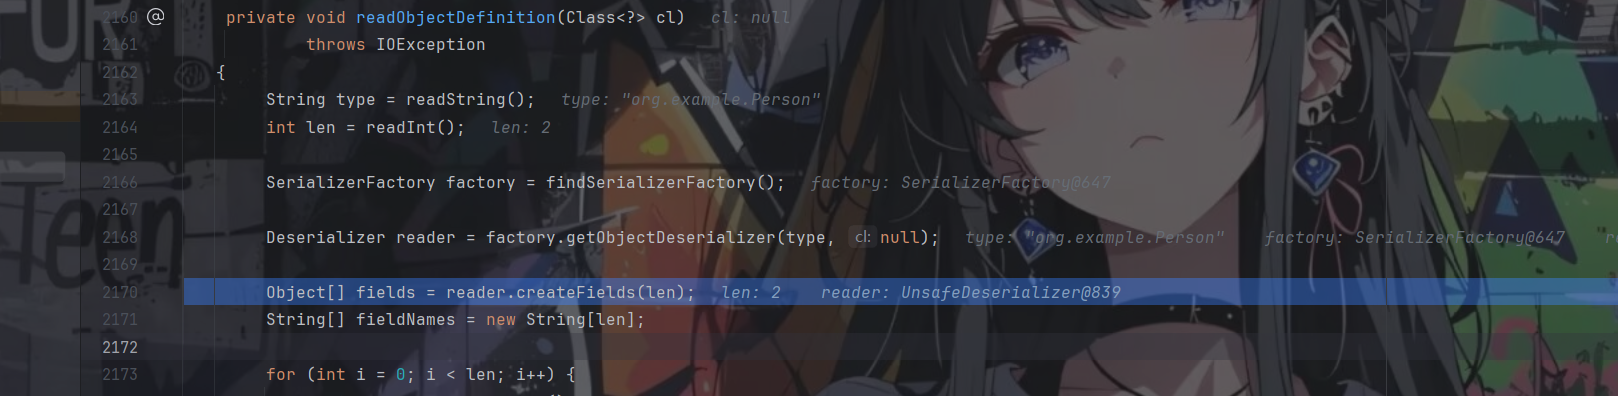 2160 @ private void readObjectDefinition(Class<?> cl) cl: null
2161 throws IOException
2162 {
2163 String type = readString(); type: "org.example.Person"
2164 int len = readInt(); len: 2
2165
2166 SerializerFactory factory = findSerializerFactory(); factory: SerializerFactory@647
2167
2168 Deserializer reader = factory.getObjectDeserializer(type, cl: null); type: "org.example.Person" factory: SerializerFactory@647
2169
2170 Object[] fields = reader.createFields(len); len: 2 reader: UnsafeDeserializer@839
2171 String[] fieldNames = new String[len];
2172
2173 for (int i = 0; i < len; i++) {